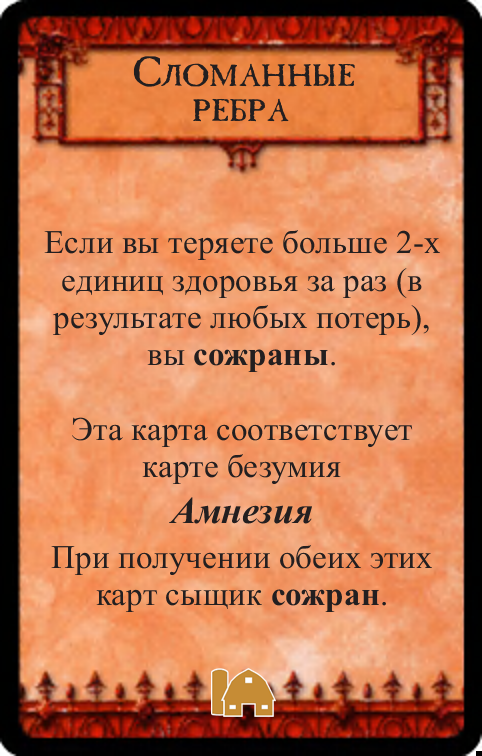 Сломанные
ребра
Если вы теряете больше 2-х
единиц здоровья за раз (в
результате любых потерь),
вы сожраны.
Эта карта соответствует
карте безумия
Амнезия
При получении обеих этих
карт сыщик сожран.